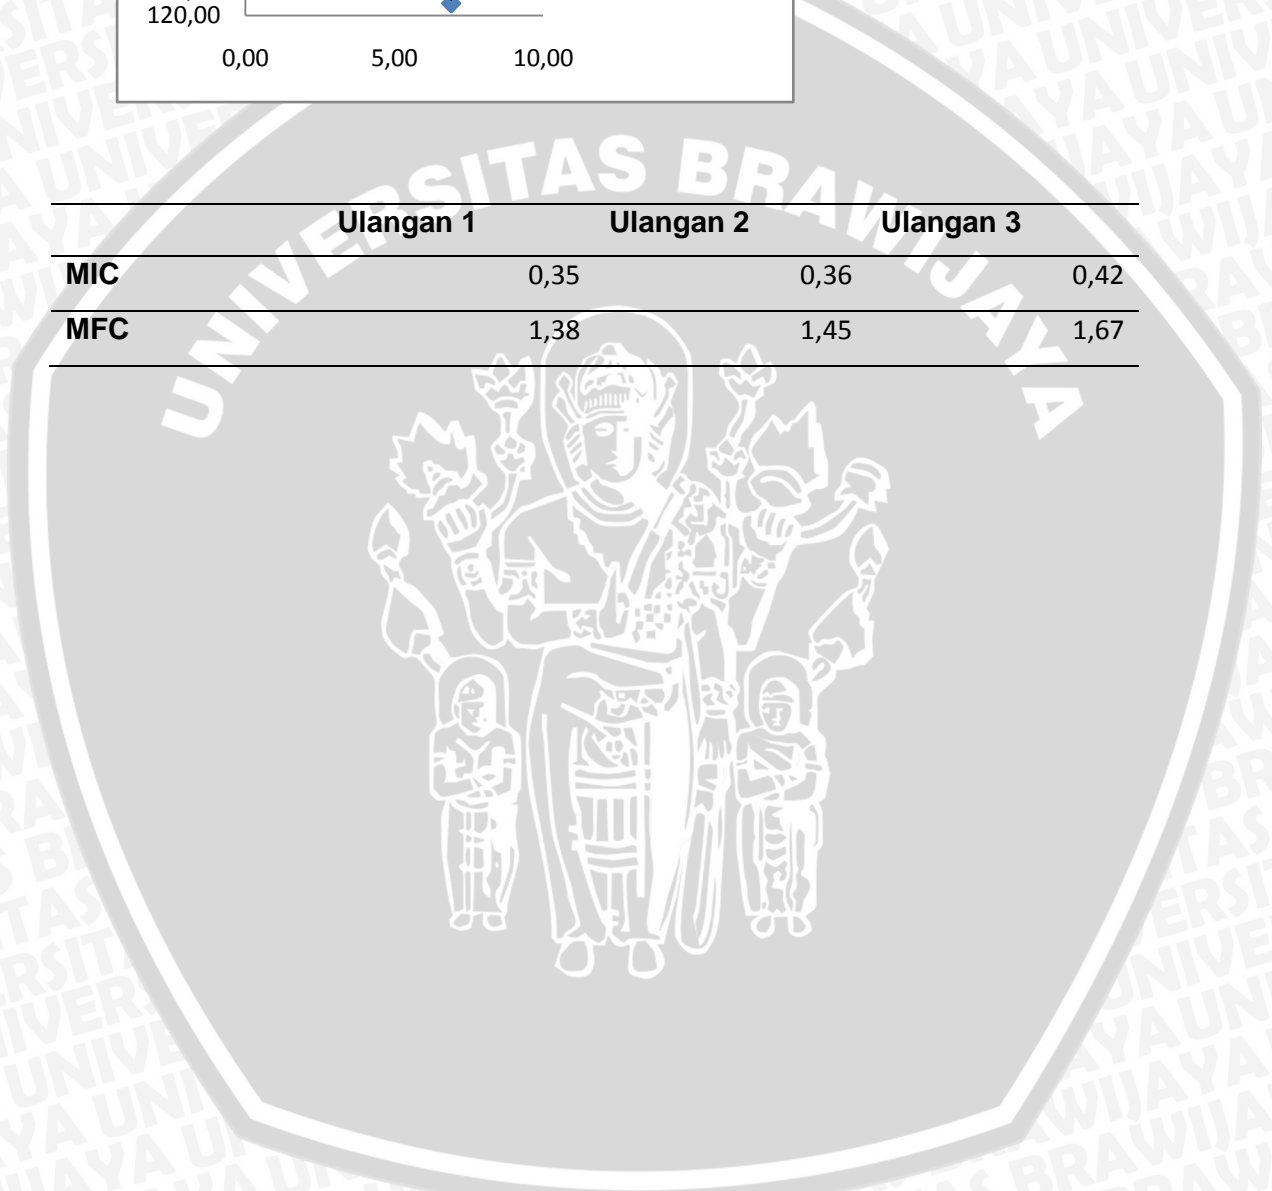 120,00
0,00 5,00 10,00
UNIVERSITAS BRAWIJAYA
Ulangan 1 Ulangan 2 Ulangan 3
MIC 0,35 0,36 0,42
MFC 1,38 1,45 1,67